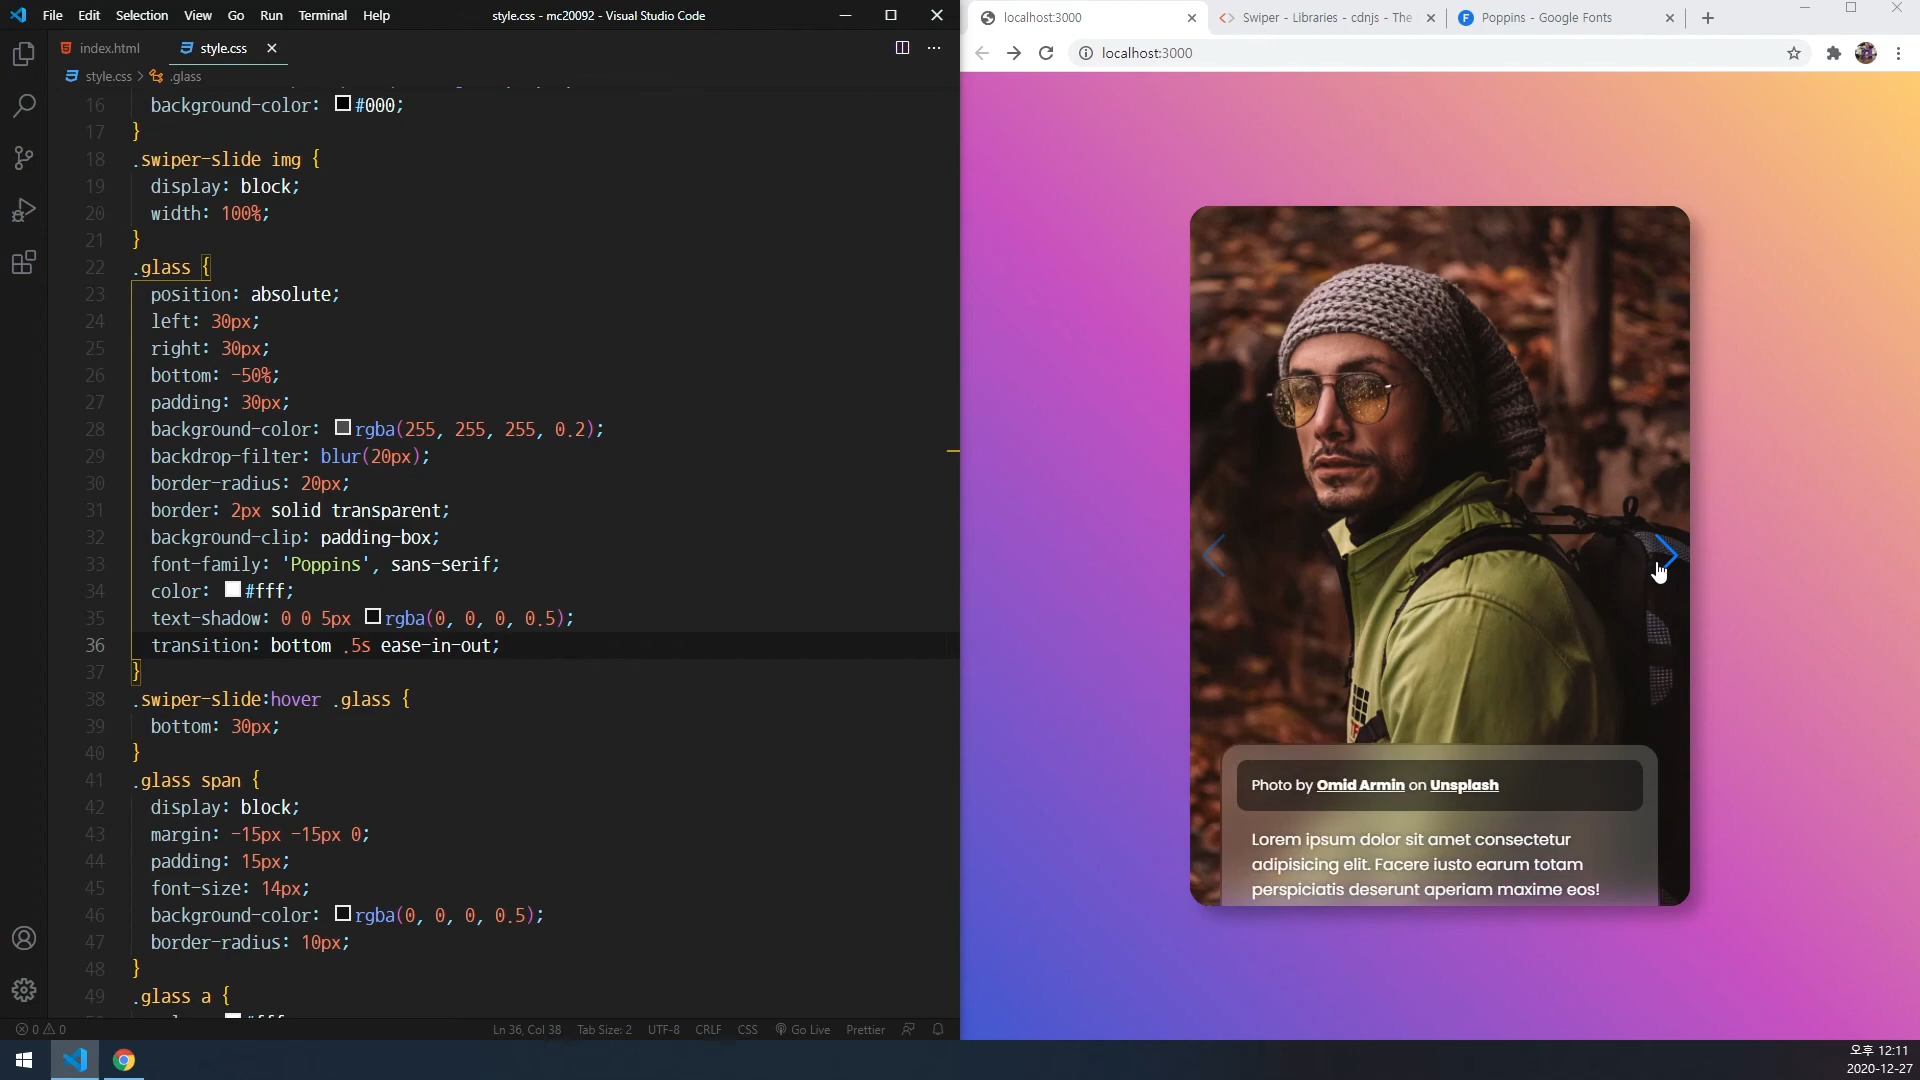 File Edit Selection View Go Run Terminal Help
style.css - mc20092 - Visual Studio Code
index.html
style.css
style.css > .glass
16 background-color: #000;
17 }
18 .swiper-slide img {
19 display: block;
20 width: 100%;
21 }
22 .glass {
23 position: absolute;
24 left: 30px;
25 right: 30px;
26 bottom: -50%;
27 padding: 30px;
28 background-color: rgba(255, 255, 255, 0.2);
29 backdrop-filter: blur(20px);
30 border-radius: 20px;
31 border: 2px solid transparent;
32 background-clip: padding-box;
33 font-family: 'Poppins', sans-serif;
34 color: #fff;
35 text-shadow: 0 0 5px rgba(0, 0, 0, 0.5);
36 transition: bottom .5s ease-in-out;
37 }
38 .swiper-slide:hover .glass {
39 bottom: 30px;
40 }
41 .glass span {
42 display: block;
43 margin: -15px -15px 0;
44 padding: 15px;
45 font-size: 14px;
46 background-color: rgba(0, 0, 0, 0.5);
47 border-radius: 10px;
48 }
49 .glass a {
0 0
Ln 36, Col 38 Tab Size: 2 UTF-8 CRLF CSS Go Live Prettier
localhost:3000
Swiper - Libraries - cdnjs - The
Poppins - Google Fonts
localhost:3000
Photo by Omid Armin on Unsplash
Lorem ipsum dolor sit amet consectetur
adipisicing elit. Facere iusto earum totam
perspiciatis deserunt aperiam maxime eos!
오후 12:11
2020-12-27